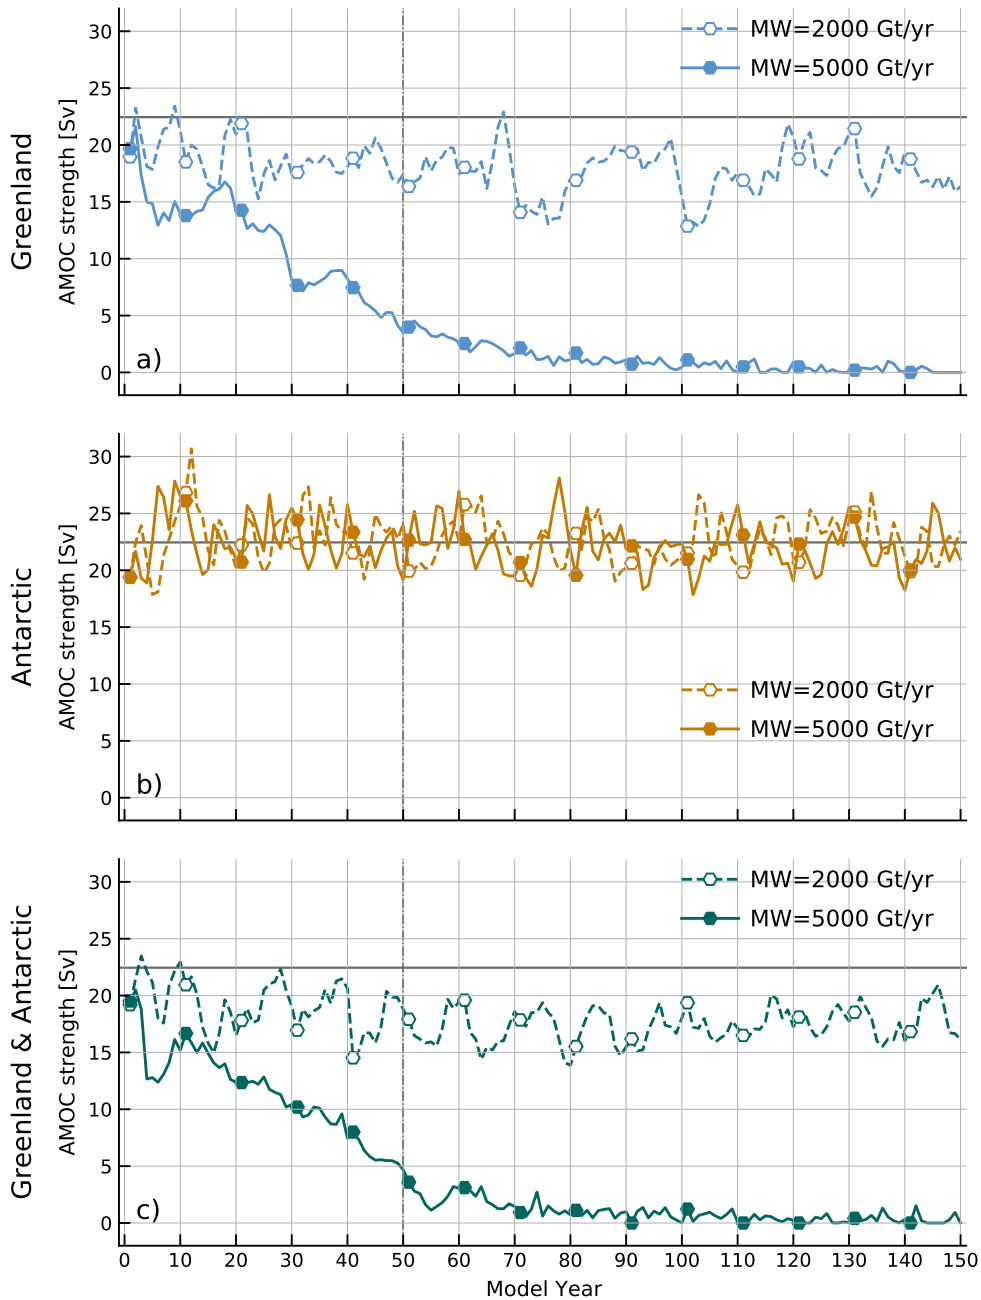 Greenland
AMOC strength [Sv]
30
25
20
15
10
5
0
a)
MW=2000 Gt/yr
MW=5000 Gt/yr
Antarctic
AMOC strength [Sv]
30
25
20
15
10
5
0
b)
MW=2000 Gt/yr
MW=5000 Gt/yr
Greenland & Antarctic
AMOC strength [Sv]
30
25
20
15
10
5
0
c)
MW=2000 Gt/yr
MW=5000 Gt/yr
0 10 20 30 40 50 60 70 80 90 100 110 120 130 140 150
Model Year